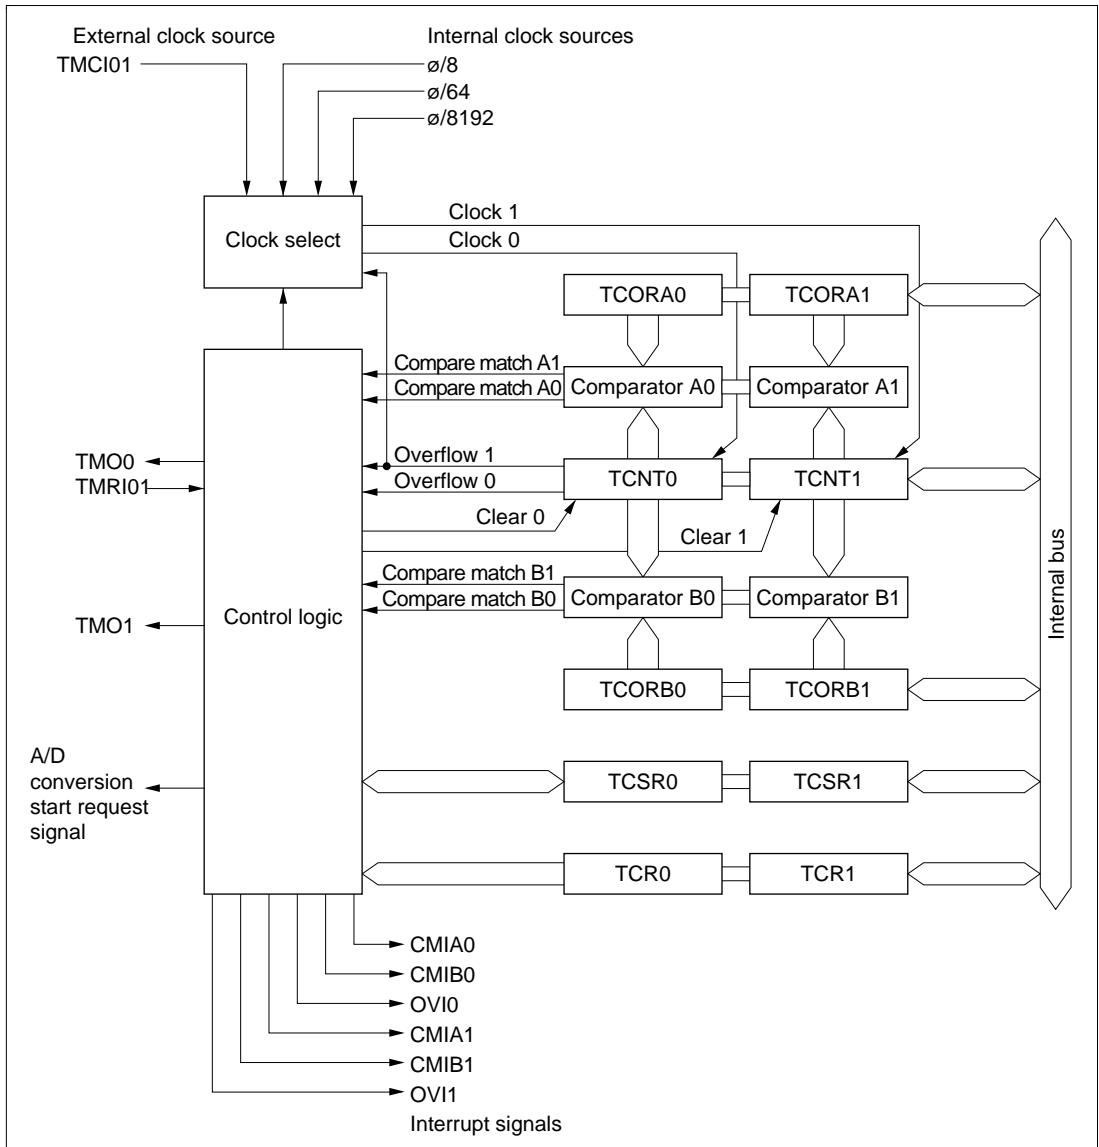 External clock source
Internal clock sources
TMCI01
ø/8
ø/64
ø/8192
Clock select
Clock 1
Clock 0
TCORA0
TCORA1
Compare match A1
Compare match A0
Comparator A0
Comparator A1
TMO0
TMRI01
Overflow 1
Overflow 0
TCNT0
TCNT1
Clear 0
Clear 1
Internal bus
Compare match B1
Compare match B0
Comparator B0
Comparator B1
Control logic
TMO1
TCORB0
TCORB1
A/D
conversion
start request
signal
TCSR0
TCSR1
TCR0
TCR1
CMIA0
CMIB0
OVI0
CMIA1
CMIB1
OVI1
Interrupt signals